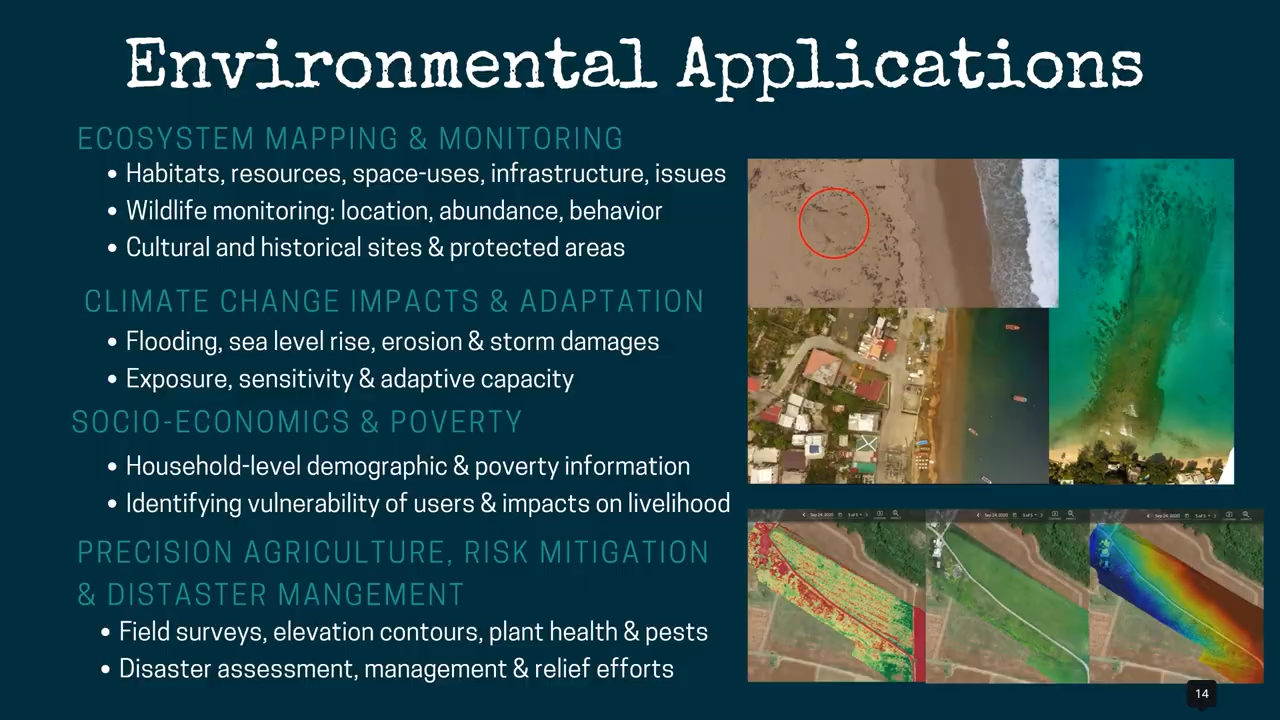 Environmental Applications
ECOSYSTEM MAPPING & MONITORING
• Habitats, resources, space-uses, infrastructure, issues
• Wildlife monitoring: location, abundance, behavior
• Cultural and historical sites & protected areas
CLIMATE CHANGE IMPACTS & ADAPTATION
• Flooding, sea level rise, erosion & storm damages
• Exposure, sensitivity & adaptive capacity
SOCIO-ECONOMICS & POVERTY
• Household-level demographic & poverty information
• Identifying vulnerability of users & impacts on livelihood
PRECISION AGRICULTURE, RISK MITIGATION
& DISTASTER MANGEMENT
• Field surveys, elevation contours, plant health & pests
• Disaster assessment, management & relief efforts
14